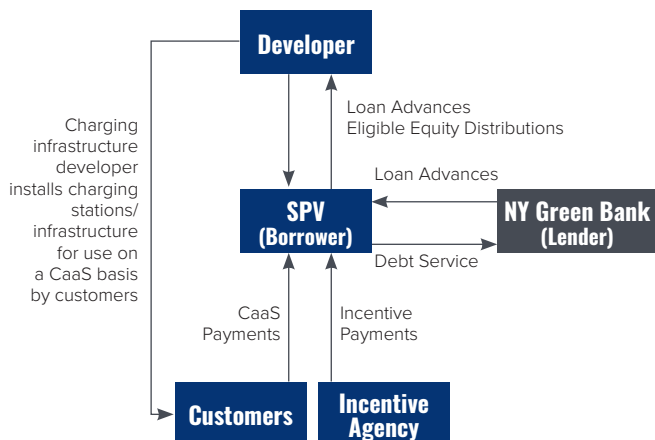 Developer
Loan Advances
Eligible Equity Distributions
Charging
infrastructure
developer
installs charging
stations/
infrastructure
for use on
a CaaS basis
by customers
Loan Advances
SPV
(Borrower)
NY Green Bank
(Lender)
Debt Service
CaaS
Payments
Incentive
Payments
Customers
Incentive
Agency